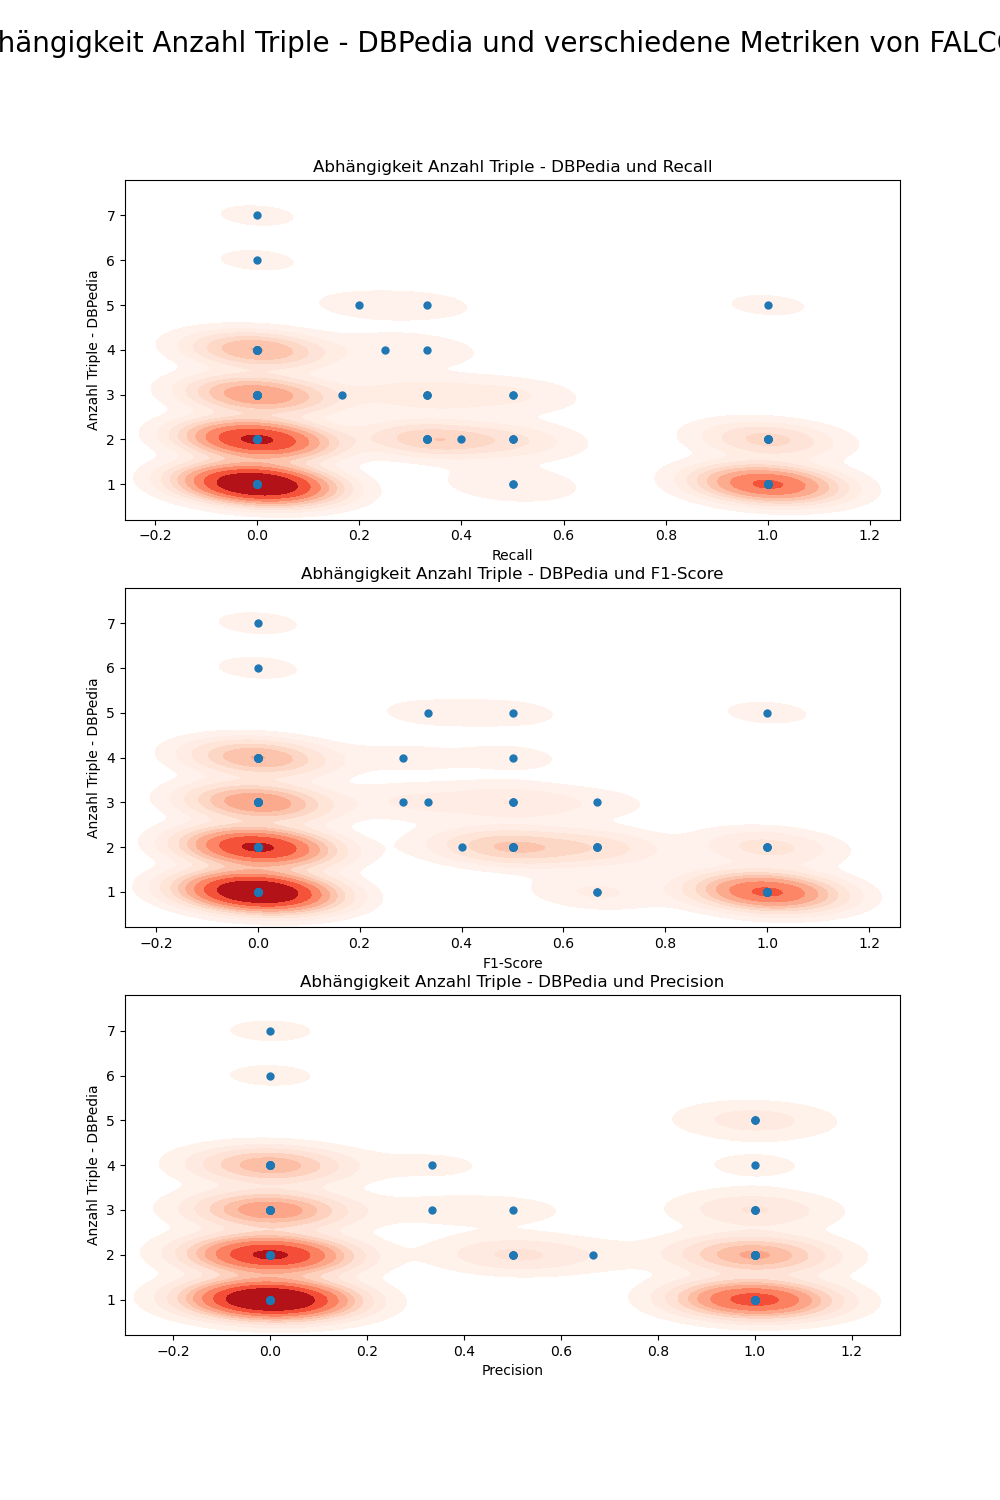 hängigkeit Anzahl Triple - DBPedia und verschiedene Metriken von FALC
Abhängigkeit Anzahl Triple - DBPedia und Recall
Anzahl Triple - DBPedia
7
6
5
4
3
2
1
−0.2 0.0 0.2 0.4 0.6 0.8 1.0 1.2
Recall
Abhängigkeit Anzahl Triple - DBPedia und F1-Score
Anzahl Triple - DBPedia
7
6
5
4
3
2
1
−0.2 0.0 0.2 0.4 0.6 0.8 1.0 1.2
F1-Score
Abhängigkeit Anzahl Triple - DBPedia und Precision
Anzahl Triple - DBPedia
7
6
5
4
3
2
1
−0.2 0.0 0.2 0.4 0.6 0.8 1.0 1.2
Precision